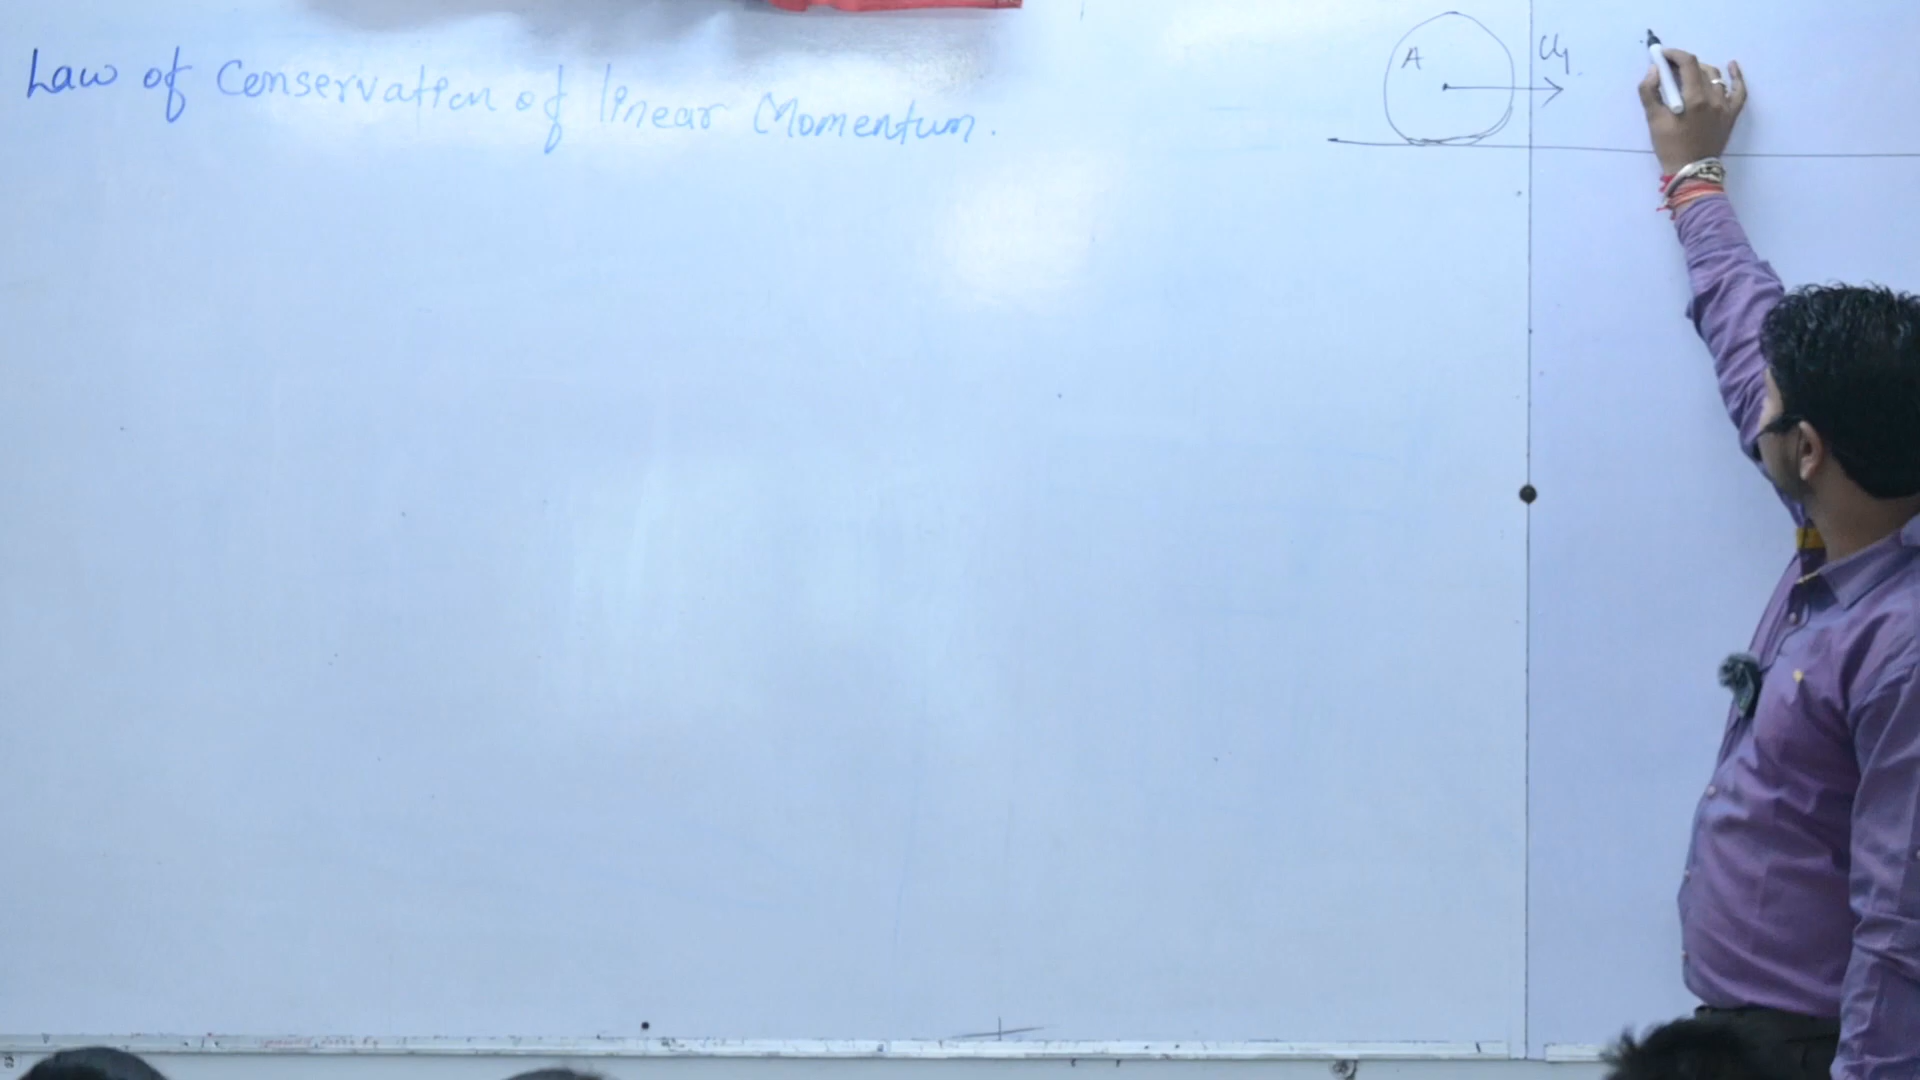 Law of Conservation of linear Momentum.
A
U1